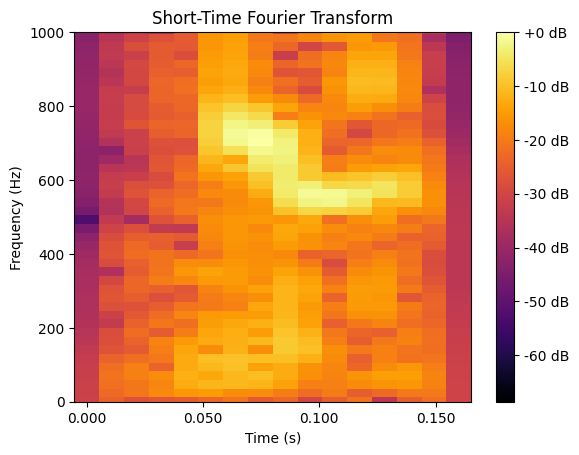 Short-Time Fourier Transform
1000
800
600
400
200
0
Frequency (Hz)
0.000
0.050
0.100
0.150
Time (s)
+0 dB
-10 dB
-20 dB
-30 dB
-40 dB
-50 dB
-60 dB